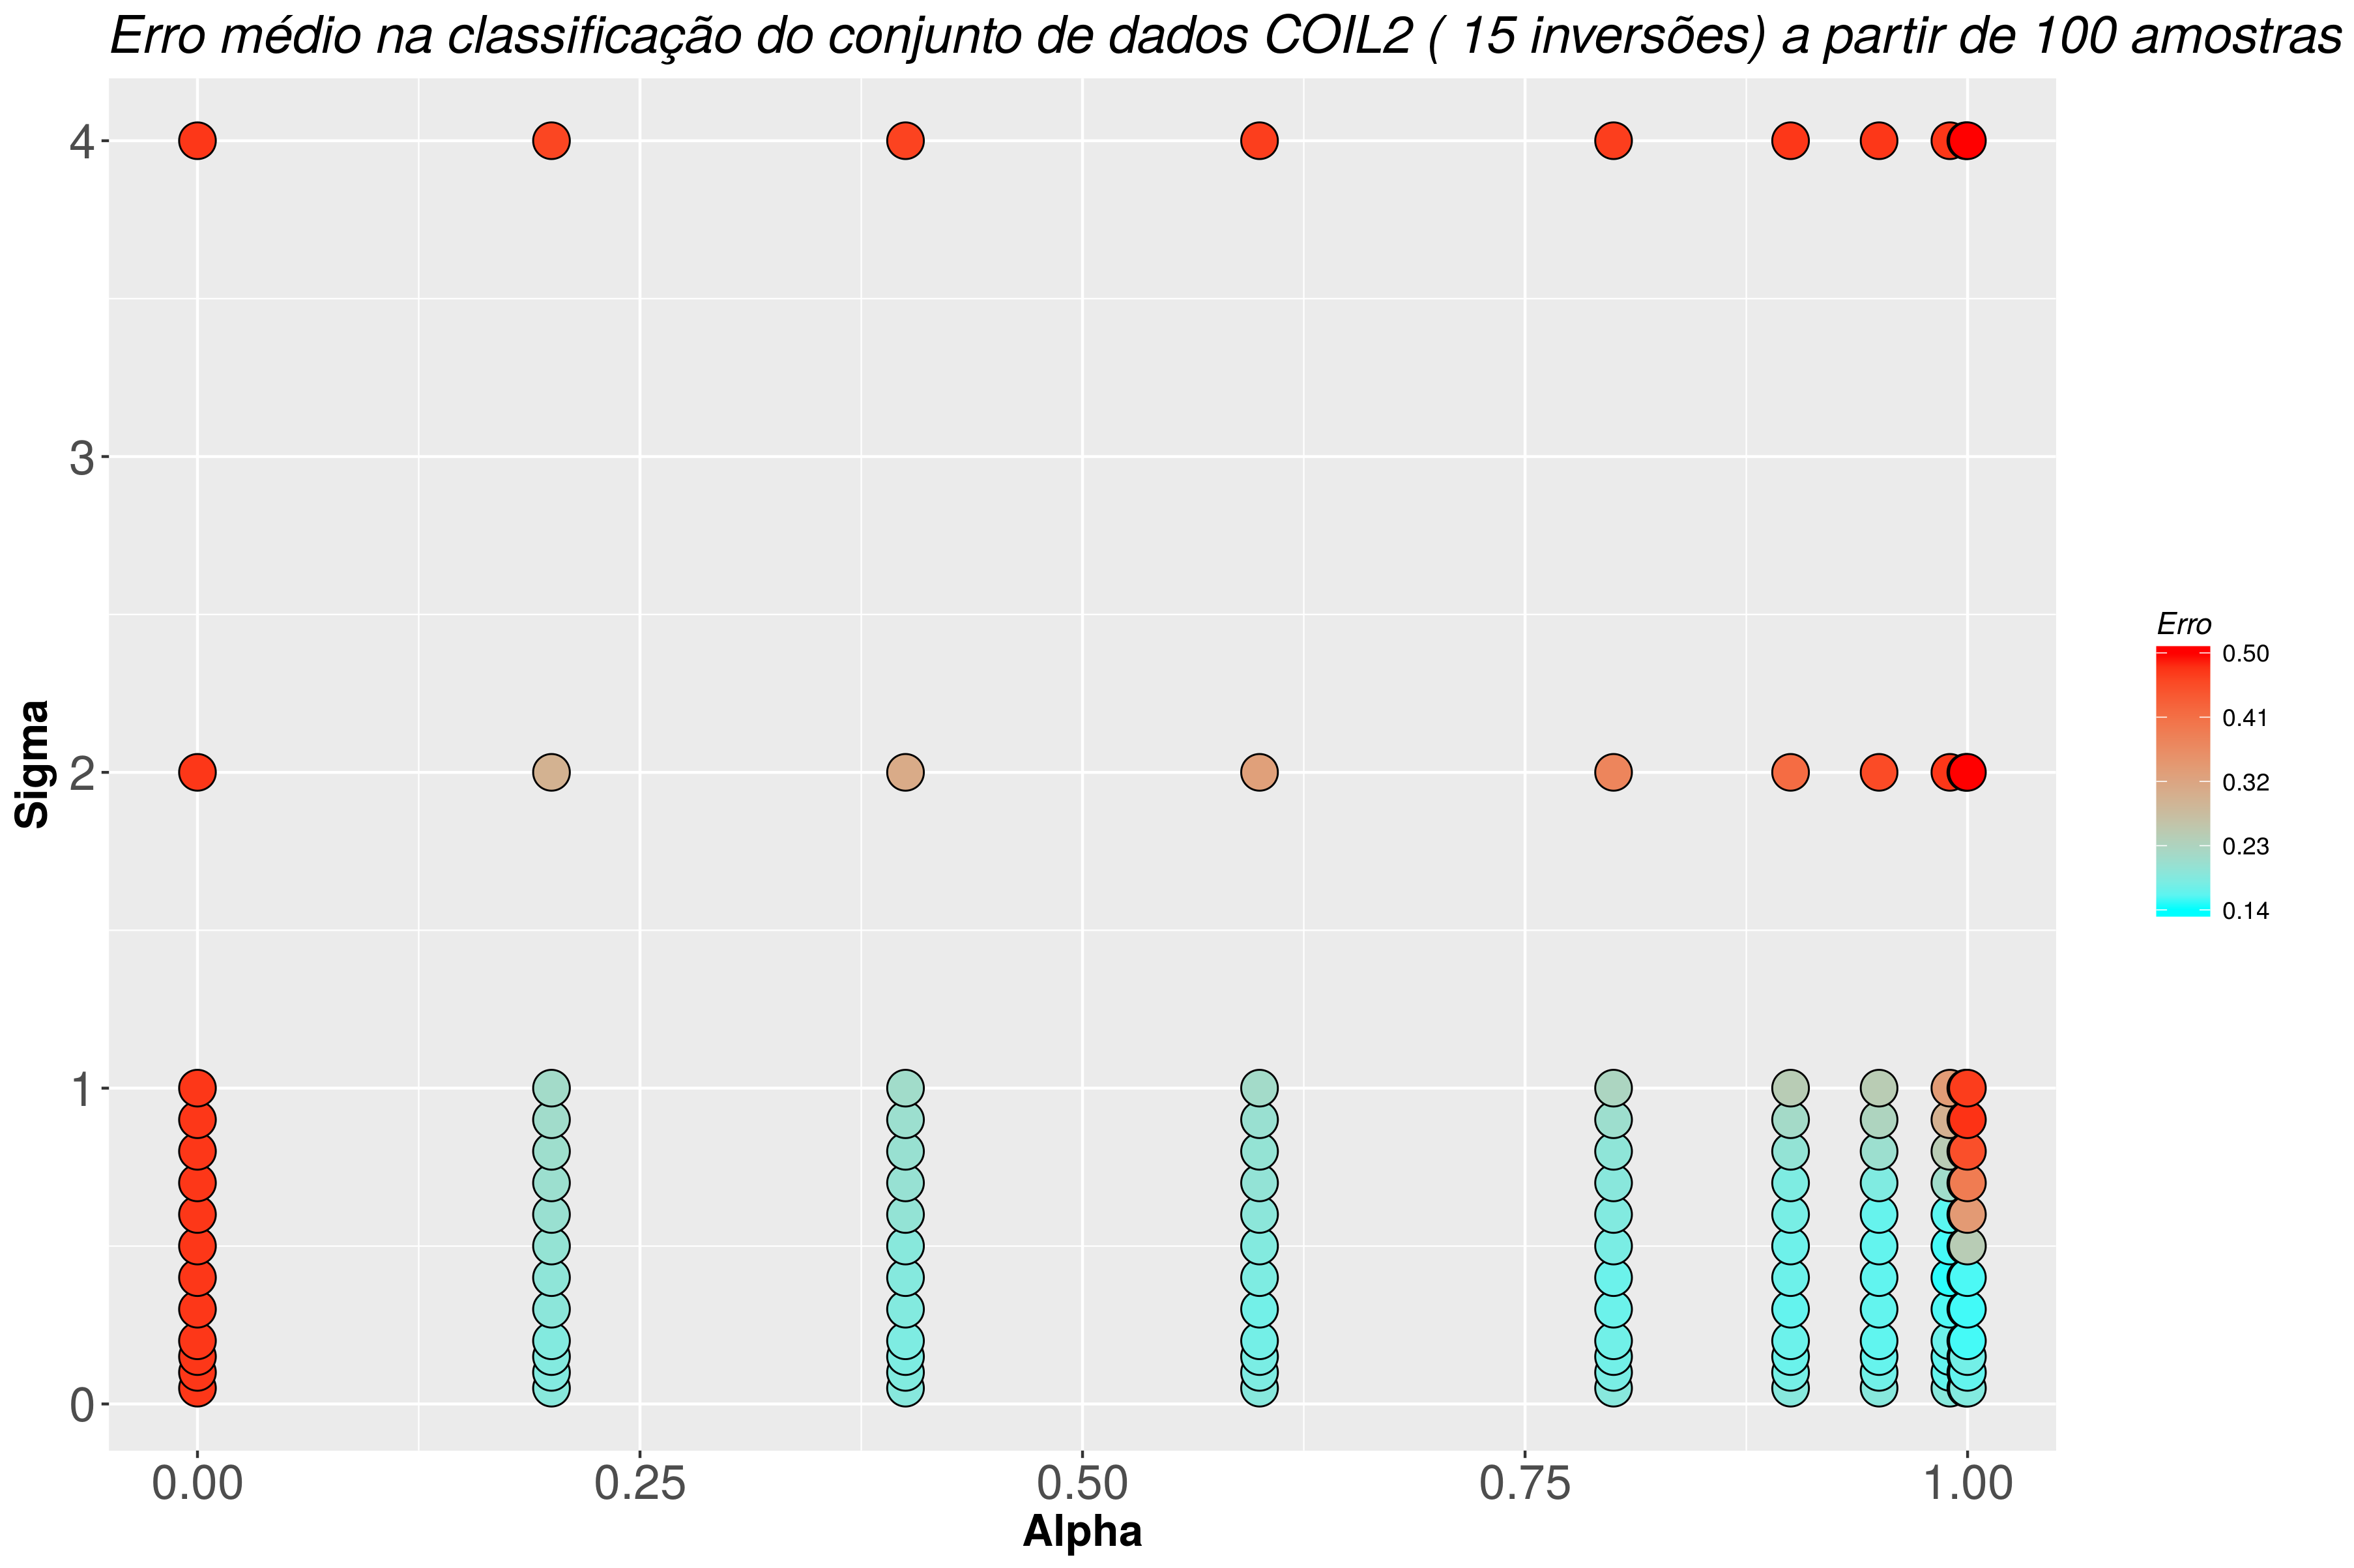 Erro médio na classificação do conjunto de dados COIL2 ( 15 inversões) a partir de 100 amostras
4
3
2
1
0
Sigma
0.00 0.25 0.50 0.75 1.00
Alpha
Erro
0.50
0.41
0.32
0.23
0.14